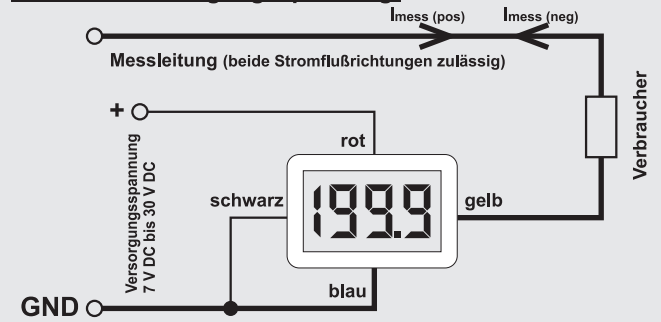 Imess (pos)
Imess (neg)
Messleitung (beide Stromflußrichtungen zulässig)
+
rot
Verbraucher
Versorgungsspannung
7 V DC bis 30 V DC
schwarz
199.9
gelb
blau
GND